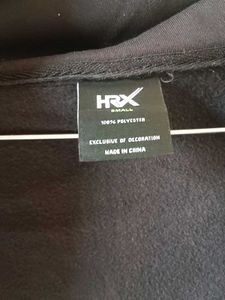 HRX
SMALL
100% POLYESTER
EXCLUSIVE OF DECORATION
MADE IN CHINA